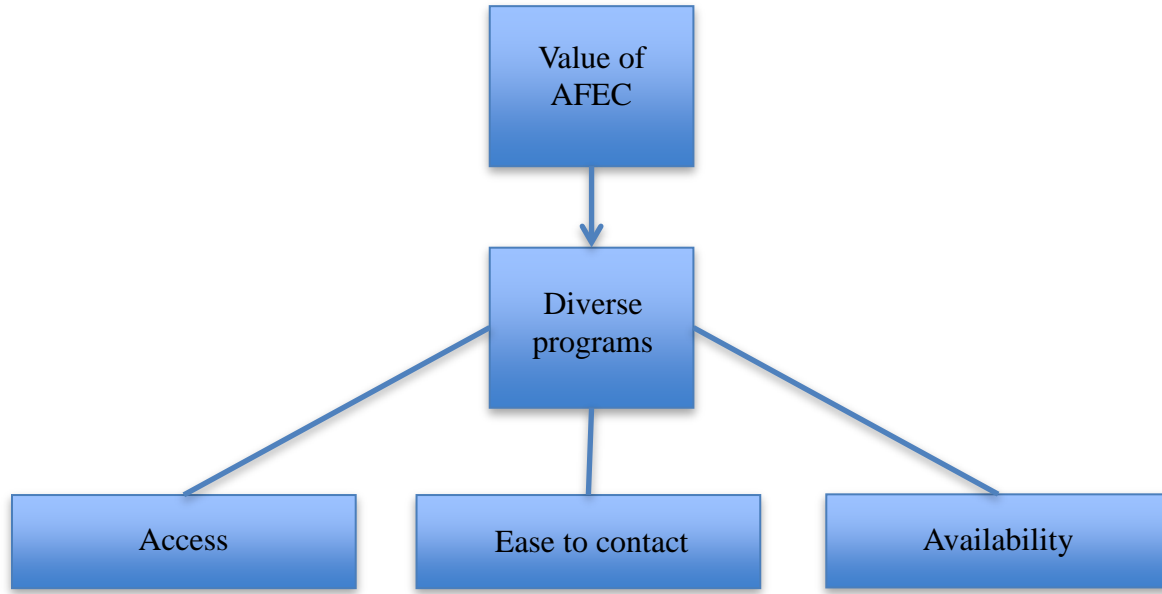 Value of
AFEC
Diverse
programs
Access
Ease to contact
Availability